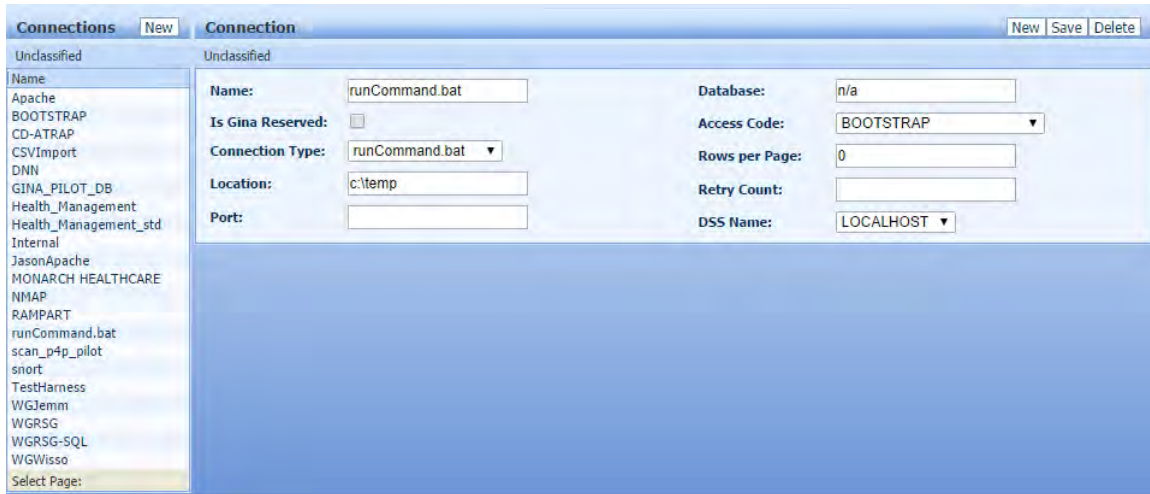 Connections New
Unclassified
Name
Apache
BOOTSTRAP
CD-ATRAP
CSVImport
DNN
GINA_PILOT_DB
Health_Management
Health_Management_std
Internal
JasonApache
MONARCH HEALTHCARE
NMAP
RAMPART
runCommand.bat
scan_p4p_pilot
snort
TestHarness
WGJemm
WGRSG
WGRSG-SQL
WGWisso
Select Page:
Connection New Save Delete
Unclassified
Name: runCommand.bat
Is Gina Reserved:
Connection Type: runCommand.bat
Location: c:\temp
Port:
Database: n/a
Access Code: BOOTSTRAP
Rows per Page: 0
Retry Count:
DSS Name: LOCALHOST